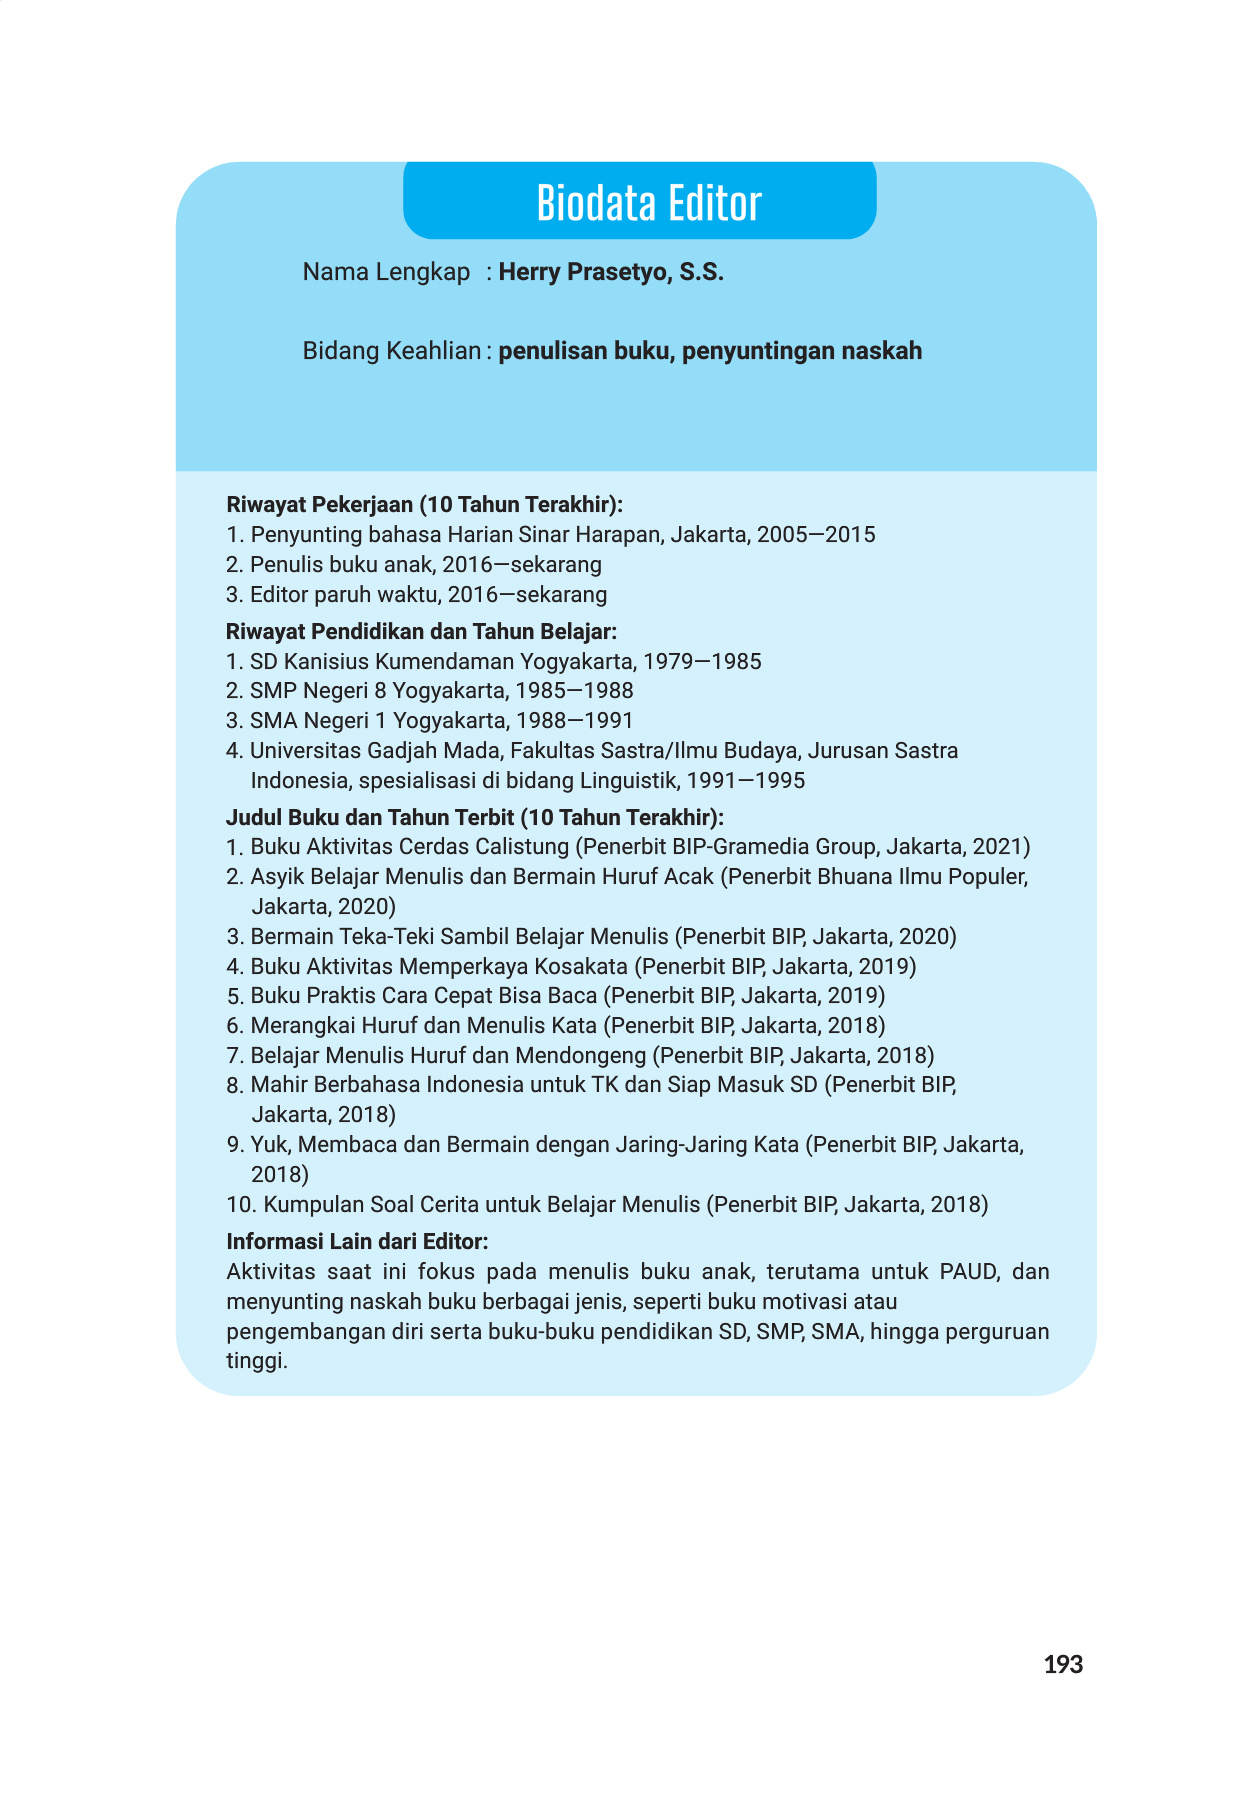 Biodata Editor
Nama Lengkap : Herry Prasetyo, S.S.
Bidang Keahlian : penulisan buku, penyuntingan naskah
Riwayat Pekerjaan (10 Tahun Terakhir):
1. Penyunting bahasa Harian Sinar Harapan, Jakarta, 2005—2015
2. Penulis buku anak, 2016—sekarang
3. Editor paruh waktu, 2016—sekarang
Riwayat Pendidikan dan Tahun Belajar:
1. SD Kanisius Kumendaman Yogyakarta, 1979—1985
2. SMP Negeri 8 Yogyakarta, 1985—1988
3. SMA Negeri 1 Yogyakarta, 1988—1991
4. Universitas Gadjah Mada, Fakultas Sastra/Ilmu Budaya, Jurusan Sastra
Indonesia, spesialisasi di bidang Linguistik, 1991—1995
Judul Buku dan Tahun Terbit (10 Tahun Terakhir):
1. Buku Aktivitas Cerdas Calistung (Penerbit BIP-Gramedia Group, Jakarta, 2021)
2. Asyik Belajar Menulis dan Bermain Huruf Acak (Penerbit Bhuana Ilmu Populer,
Jakarta, 2020)
3. Bermain Teka-Teki Sambil Belajar Menulis (Penerbit BIP, Jakarta, 2020)
4. Buku Aktivitas Memperkaya Kosakata (Penerbit BIP, Jakarta, 2019)
5. Buku Praktis Cara Cepat Bisa Baca (Penerbit BIP, Jakarta, 2019)
6. Merangkai Huruf dan Menulis Kata (Penerbit BIP, Jakarta, 2018)
7. Belajar Menulis Huruf dan Mendongeng (Penerbit BIP, Jakarta, 2018)
8. Mahir Berbahasa Indonesia untuk TK dan Siap Masuk SD (Penerbit BIP,
Jakarta, 2018)
9. Yuk, Membaca dan Bermain dengan Jaring-Jaring Kata (Penerbit BIP, Jakarta,
2018)
10. Kumpulan Soal Cerita untuk Belajar Menulis (Penerbit BIP, Jakarta, 2018)
Informasi Lain dari Editor:
Aktivitas saat ini fokus pada menulis buku anak, terutama untuk PAUD, dan
menyunting naskah buku berbagai jenis, seperti buku motivasi atau
pengembangan diri serta buku-buku pendidikan SD, SMP, SMA, hingga perguruan
tinggi.
193